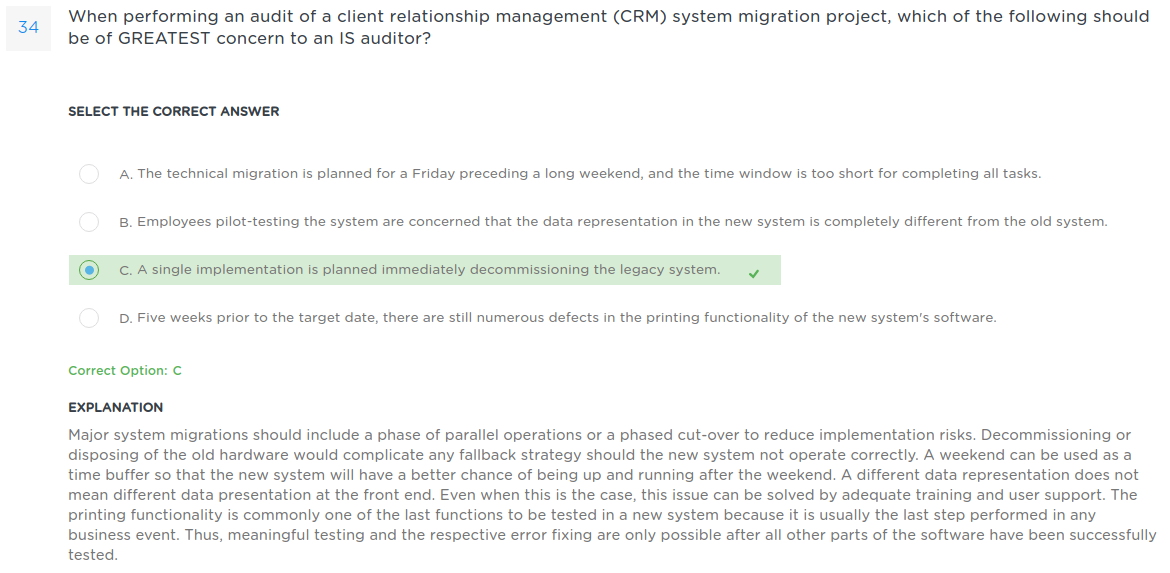 34
When performing an audit of a client relationship management (CRM) system migration project, which of the following should
be of GREATEST concern to an IS auditor?
SELECT THE CORRECT ANSWER
A. The technical migration is planned for a Friday preceding a long weekend, and the time window is too short for completing all tasks.
B. Employees pilot-testing the system are concerned that the data representation in the new system is completely different from the old system.
C. A single implementation is planned immediately decommissioning the legacy system.
D. Five weeks prior to the target date, there are still numerous defects in the printing functionality of the new system's software.
Correct Option: C
EXPLANATION
Major system migrations should include a phase of parallel operations or a phased cut-over to reduce implementation risks. Decommissioning or
disposing of the old hardware would complicate any fallback strategy should the new system not operate correctly. A weekend can be used as a
time buffer so that the new system will have a better chance of being up and running after the weekend. A different data representation does not
mean different data presentation at the front end. Even when this is the case, this issue can be solved by adequate training and user support. The
printing functionality is commonly one of the last functions to be tested in a new system because it is usually the last step performed in any
business event. Thus, meaningful testing and the respective error fixing are only possible after all other parts of the software have been successfully
tested.